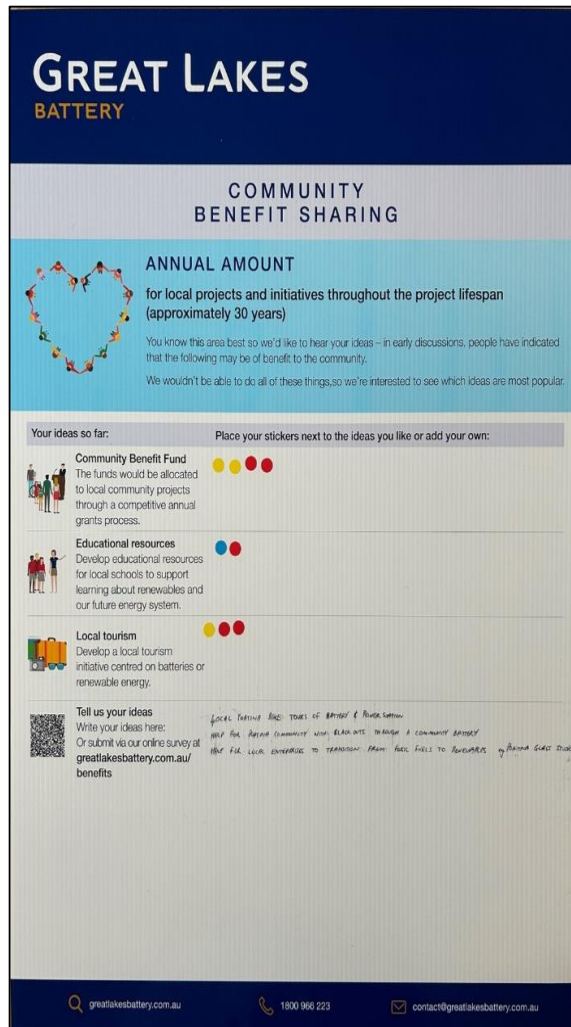 GREAT LAKES
BATTERY
COMMUNITY
BENEFIT SHARING
ANNUAL AMOUNT
for local projects and initiatives throughout the project lifespan
(approximately 30 years)
You know this area best so we'd like to hear your ideas – in early discussions, people have indicated
that the following may be of benefit to the community.
We wouldn't be able to do all of these things,so we're interested to see which ideas are most popular.
Your ideas so far:
Place your stickers next to the ideas you like or add your own:
Community Benefit Fund
The funds would be allocated
to local community projects
through a competitive annual
grants process.
Educational resources
Develop educational resources
for local schools to support
learning about renewables and
our future energy system.
Local tourism
Develop a local tourism
initiative centred on batteries or
renewable energy.
Tell us your ideas
Write your ideas here:
Or submit via our online survey at
greatlakesbattery.com.au/
benefits
LOCAL POATINA BIKE TOURS OF BATTERY & POWER STATION
HELP FOR POATINA COMMUNITY WITH BLACKOUTS THROUGH A COMMUNITY BATTERY
HELP FOR LOCAL ENTERPRISES TO TRANSITION FROM FOSSIL FUELS TO RENEWABLES eg POATINA GLASS
greatlakesbattery.com.au
1800 966 223
contact@greatlakesbattery.com.au